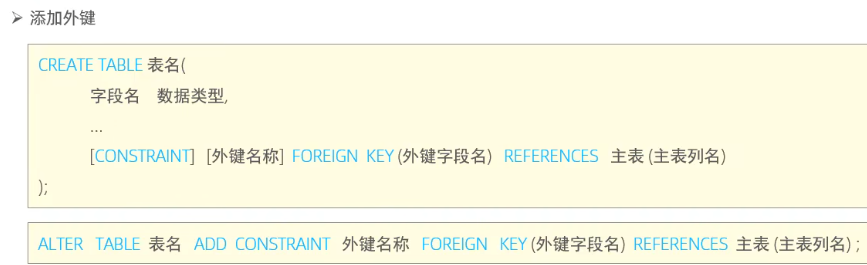 ➢ 添加外键
CREATE TABLE 表名(
字段名 数据类型,
...
[CONSTRAINT] [外键名称] FOREIGN KEY (外键字段名) REFERENCES 主表 (主表列名)
);
ALTER TABLE 表名 ADD CONSTRAINT 外键名称 FOREIGN KEY (外键字段名) REFERENCES 主表 (主表列名) ;